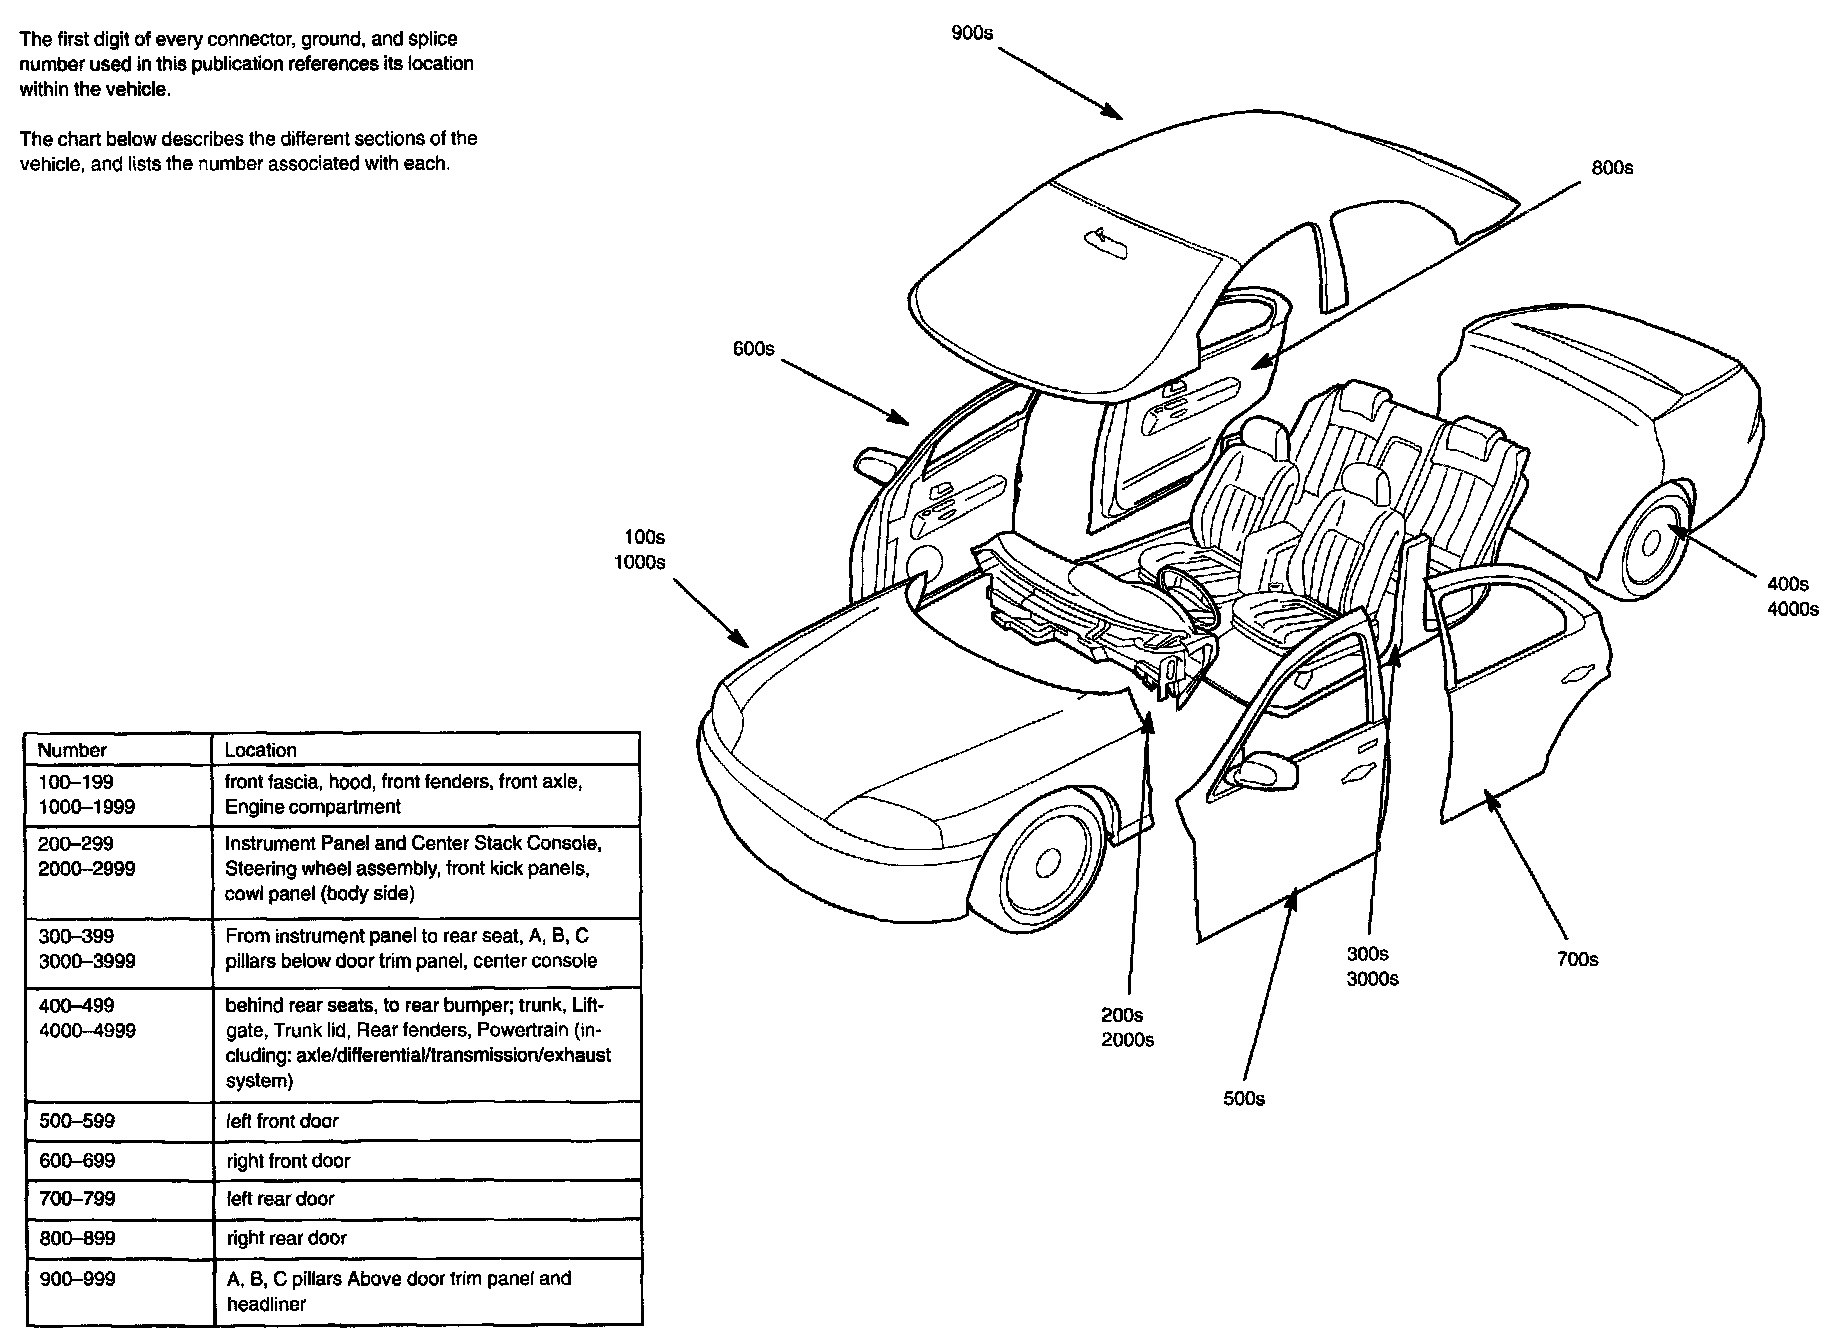 The first digit of every connector, ground, and splice
number used in this publication references its location
within the vehicle.
The chart below describes the different sections of the
vehicle, and lists the number associated with each.
900s
800s
600s
100s
1000s
400s
4000s
300s
3000s
700s
200s
2000s
500s
Number Location
100–199 front fascia, hood, front fenders, front axle,
1000–1999 Engine compartment
200–299 Instrument Panel and Center Stack Console,
2000–2999 Steering wheel assembly, front kick panels,
cowl panel (body side)
300–399 From instrument panel to rear seat, A, B, C
3000–3999 pillars below door trim panel, center console
400–499 behind rear seats, to rear bumper; trunk, Lift-
4000–4999 gate, Trunk lid, Rear fenders, Powertrain (in-
cluding: axle/differential/transmission/exhaust
system)
500–599 left front door
600–699 right front door
700–799 left rear door
800–899 right rear door
900–999 A, B, C pillars Above door trim panel and
headliner